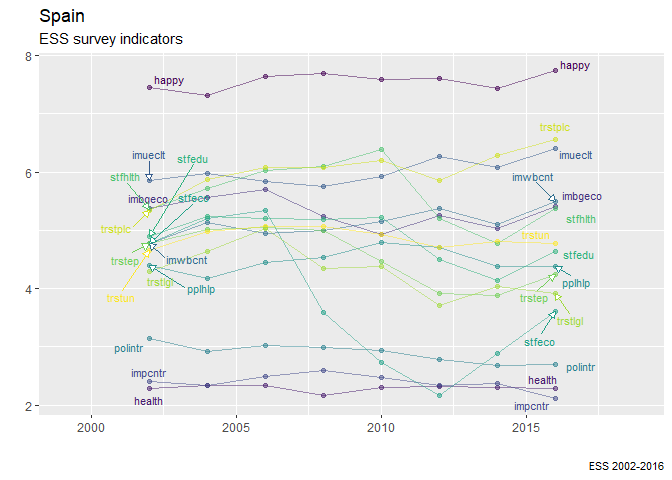 Spain
ESS survey indicators
8
happy
happy
trstplc
imueclt
stfedu
imueclt
6
stfhlth
imwbcnt
imbgeco
stfeco
imbgeco
stfhlth
trstplc
trstun
trstep
imwbcnt
stfedu
trstlgl
pplhlp
pplhlp
4
trstun
trstep
trstlgl
stfeco
polintr
polintr
impcntr
health
health
impcntr
2
2000
2005
2010
2015
ESS 2002-2016